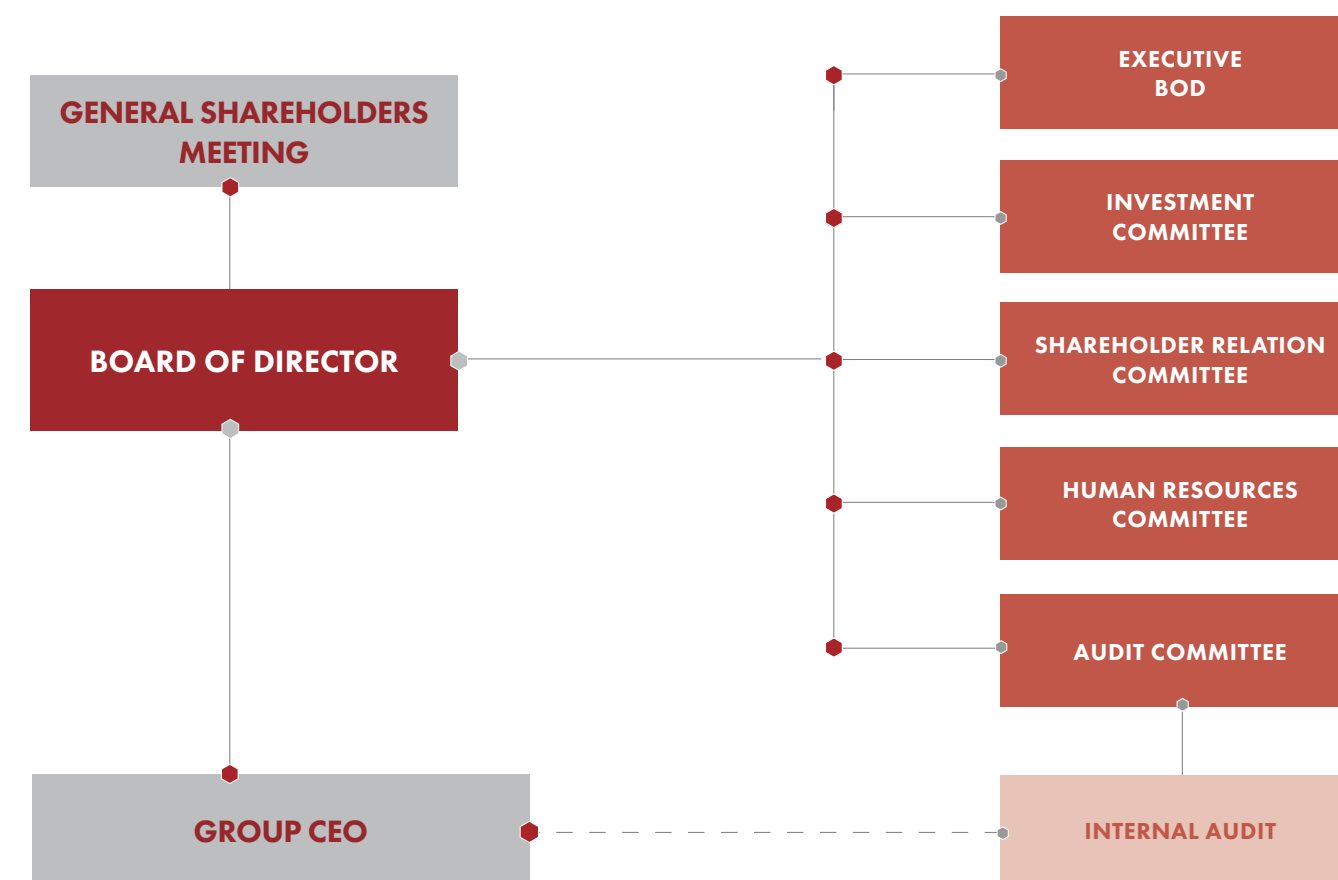 GENERAL SHAREHOLDERS
MEETING
BOARD OF DIRECTOR
GROUP CEO
EXECUTIVE
BOD
INVESTMENT
COMMITTEE
SHAREHOLDER RELATION
COMMITTEE
HUMAN RESOURCES
COMMITTEE
AUDIT COMMITTEE
INTERNAL AUDIT